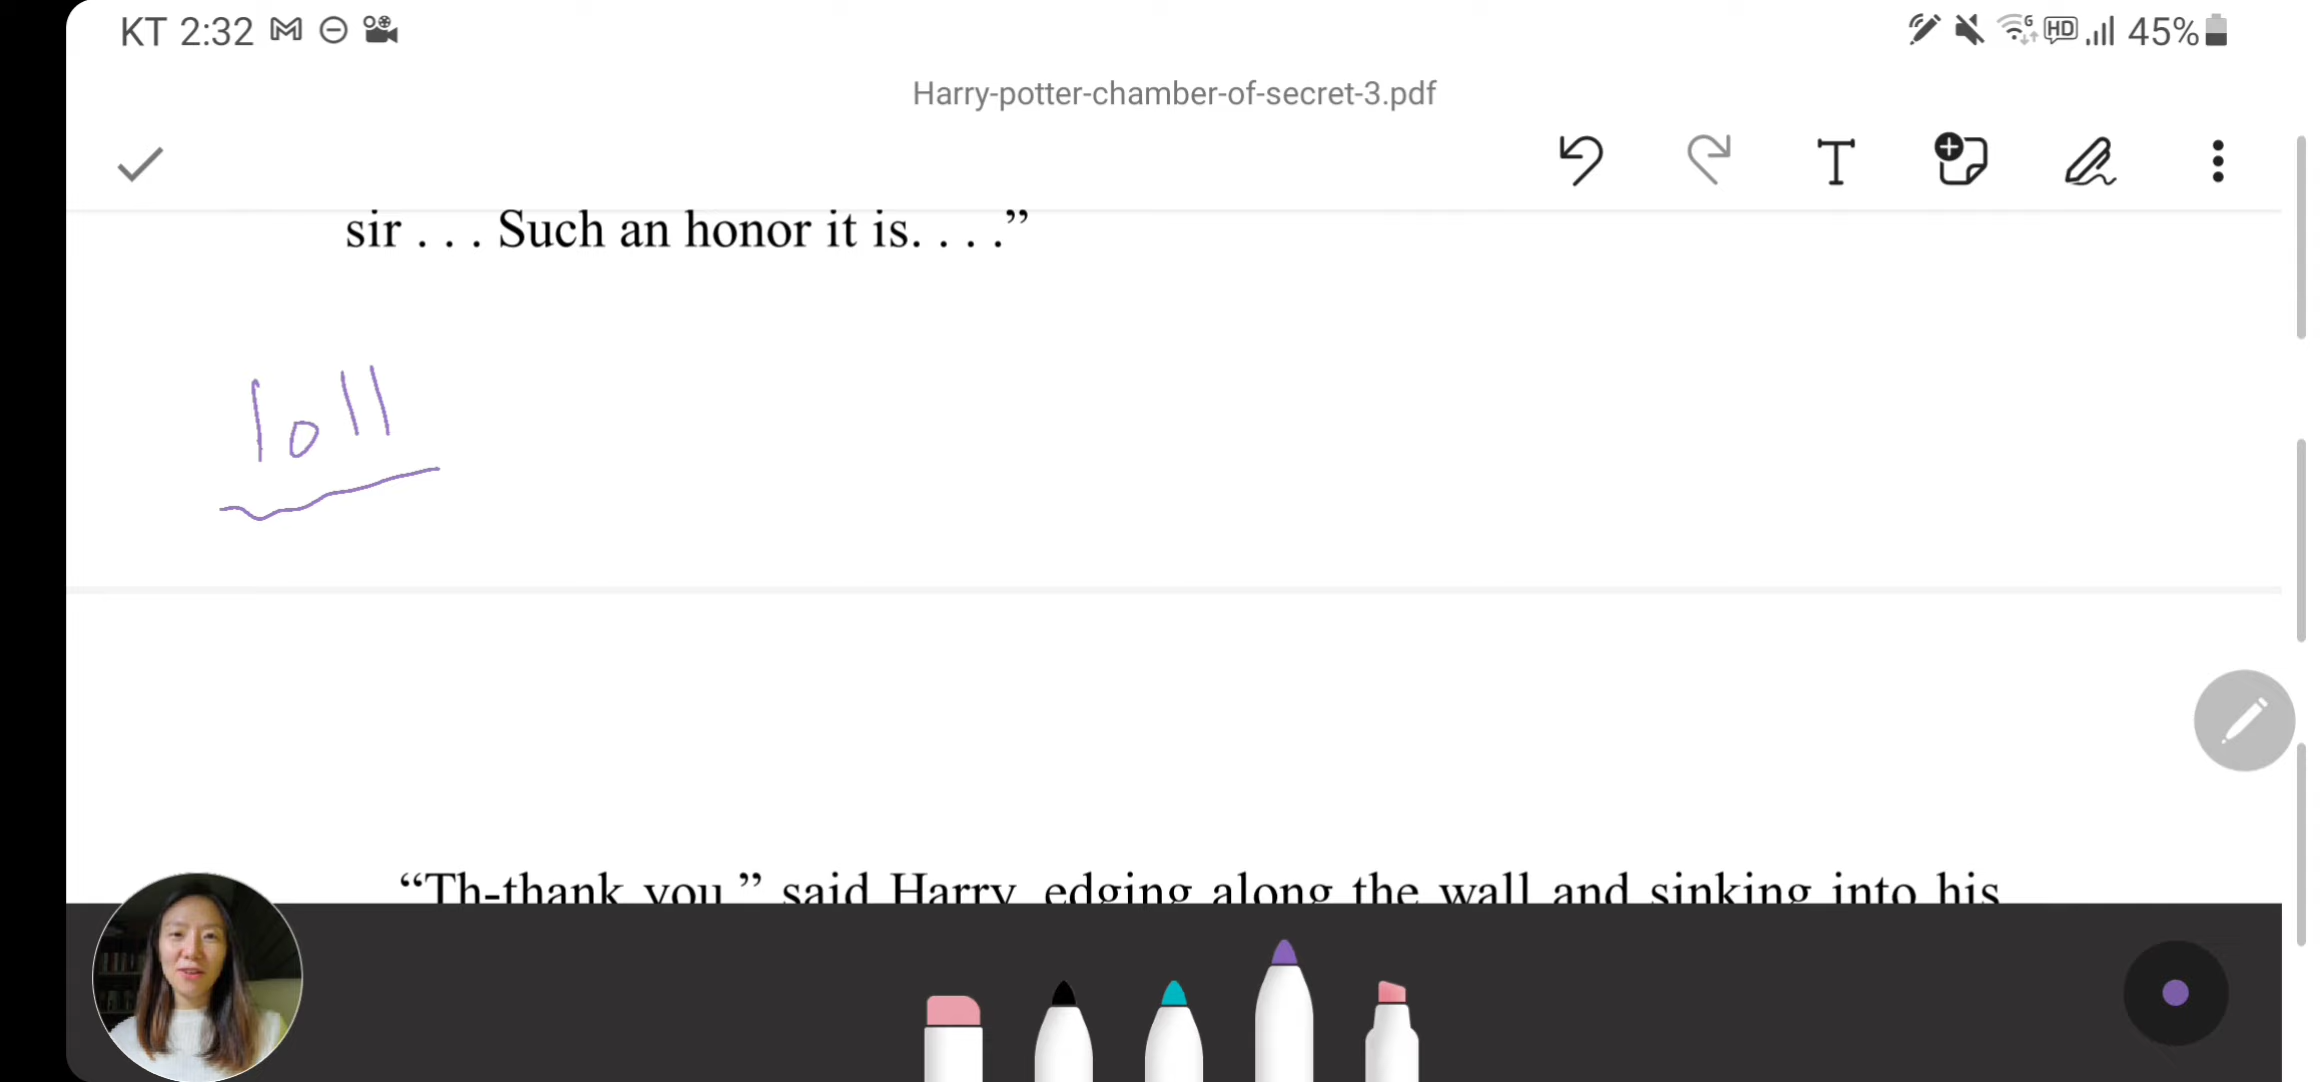 KT 2:32 HD 45%
Harry-potter-chamber-of-secret-3.pdf
sir . . . Such an honor it is. . . .”
loll
“Th-thank you,” said Harry, edging along the wall and sinking into his